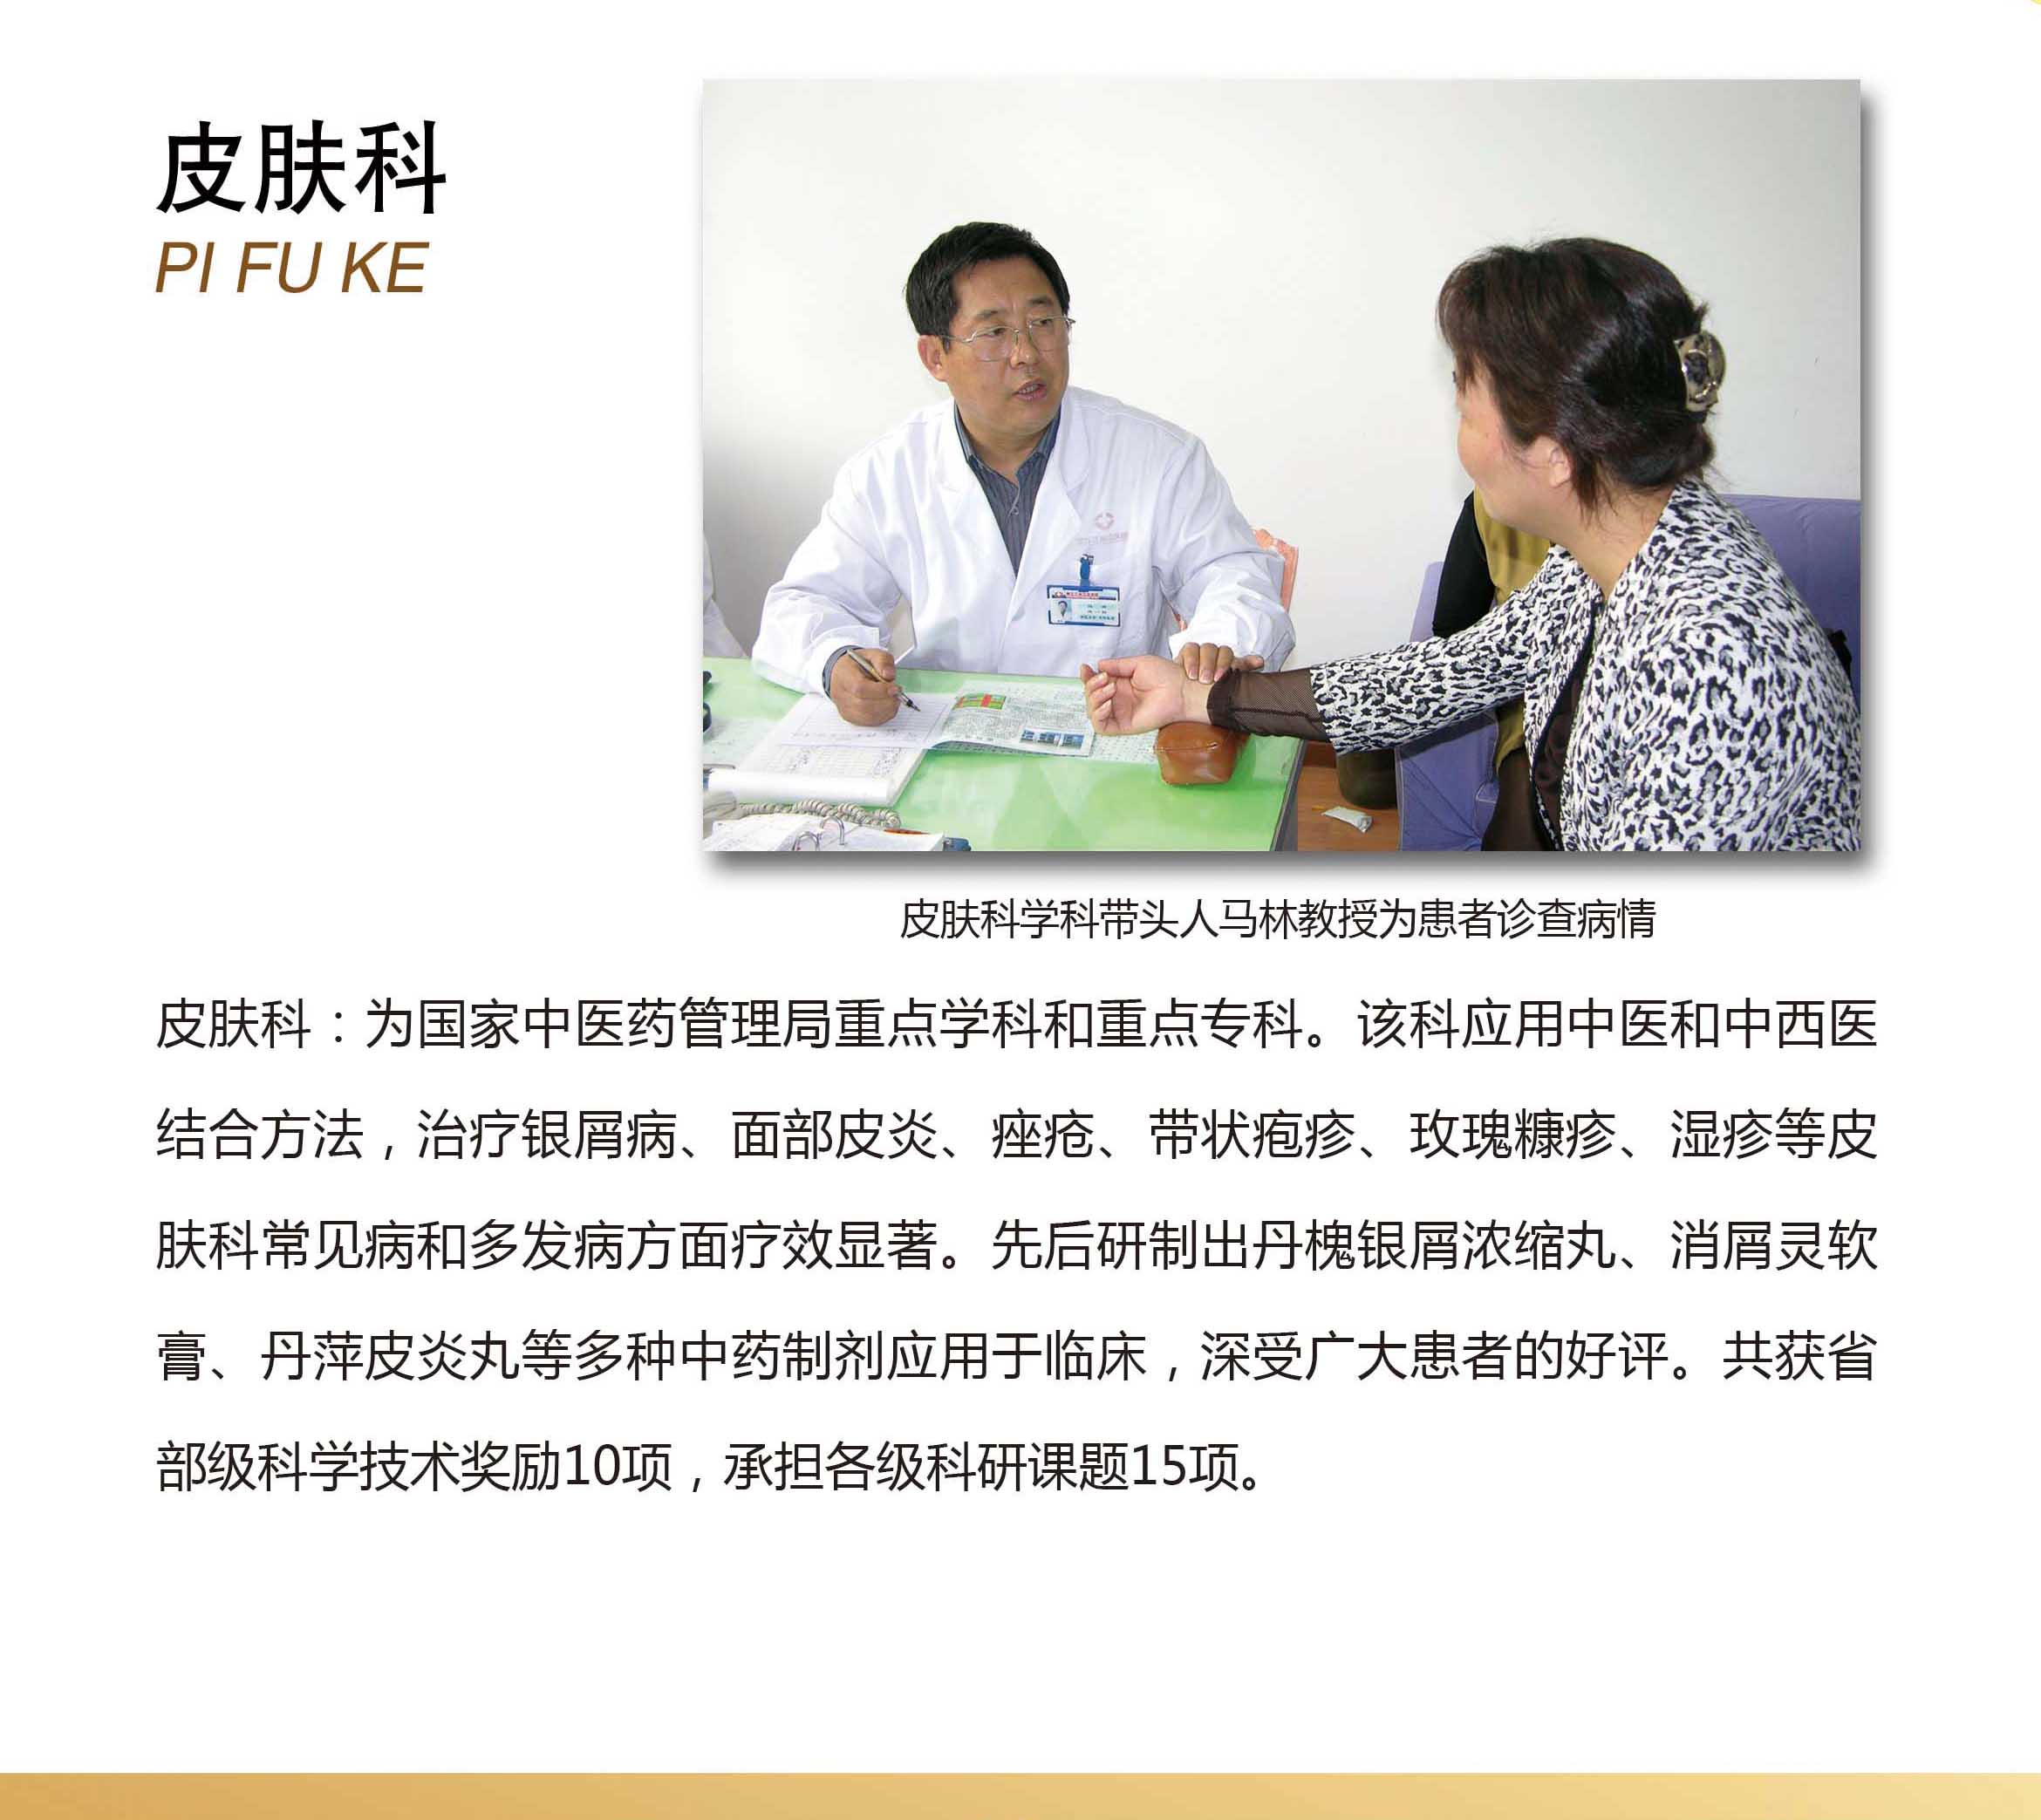 皮肤科
PI FU KE
皮肤科学科带头人马林教授为患者诊查病情
皮肤科：为国家中医药管理局重点学科和重点专科。该科应用中医和中西医
结合方法，治疗银屑病、面部皮炎、痤疮、带状疱疹、玫瑰糠疹、湿疹等皮
肤科常见病和多发病方面疗效显著。先后研制出丹槐银屑浓缩丸、消屑灵软
膏、丹萍皮炎丸等多种中药制剂应用于临床，深受广大患者的好评。共获省
部级科学技术奖励10项，承担各级科研课题15项。